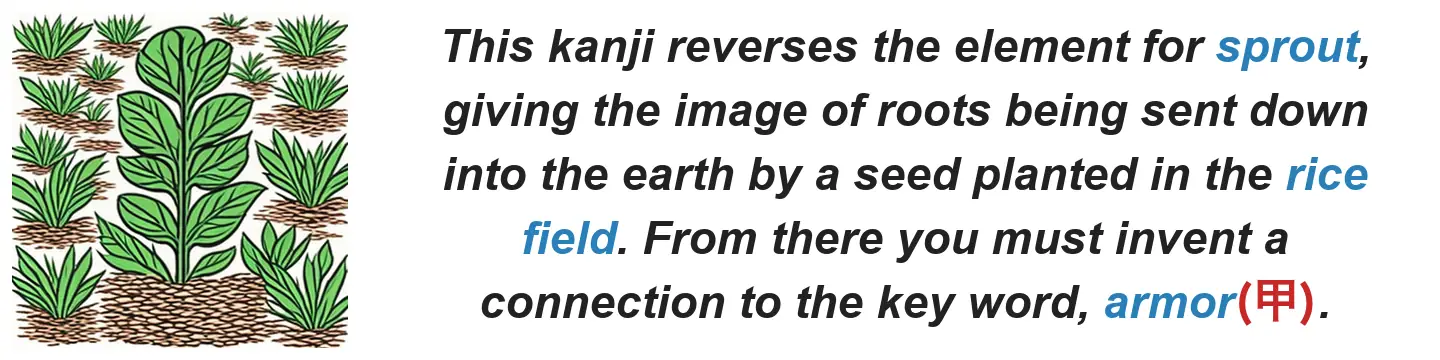 This kanji reverses the element for sprout,
giving the image of roots being sent down
into the earth by a seed planted in the rice
field. From there you must invent a
connection to the key word, armor(甲).